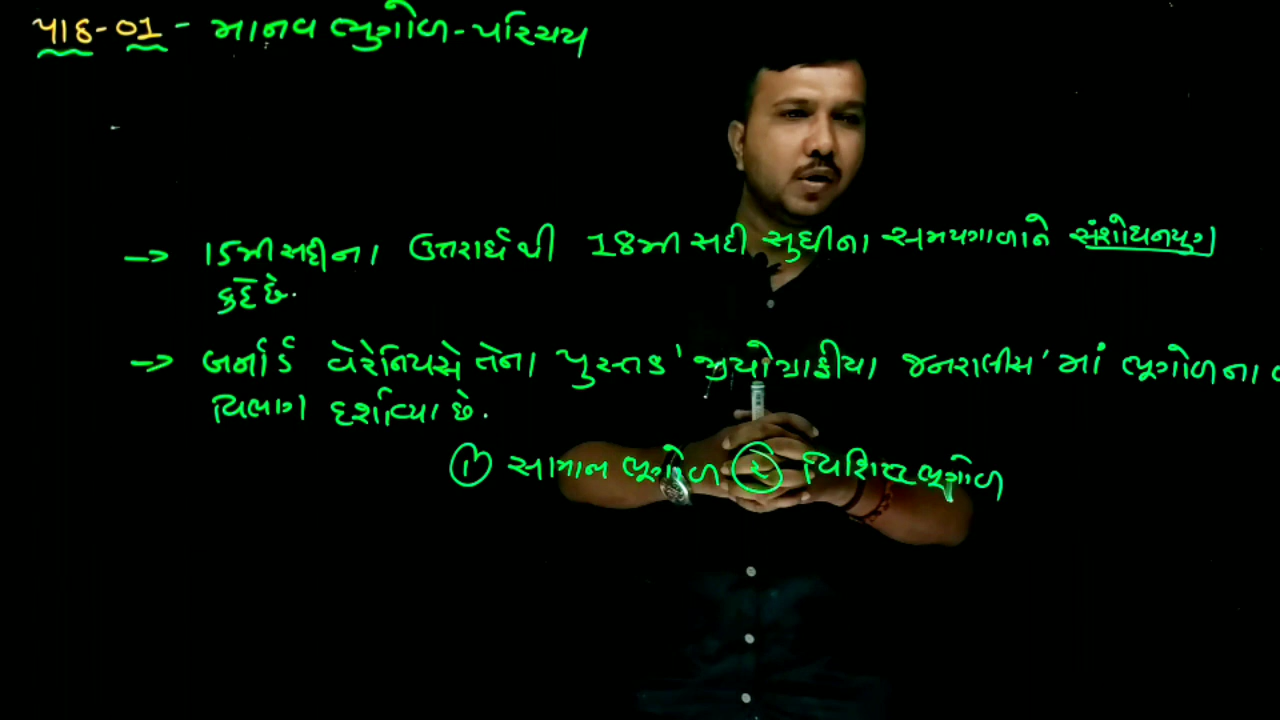 પાઠ-01 - માનવ ભુગોળ-પરિચય
→ 15મી સદીના ઉત્તરાર્ધથી 18મી સદી સુધીના સમયગાળાને સંશોધનયુગ
કહે છે.
→ બર્નાર્ડ વેરેનિયસે તેના પુસ્તક 'જીયોગ્રાફીયા જનરાલીસ' માં ભૂગોળના
વિભાગ દર્શાવ્યા છે.
① સામાન્ય ભૂગોળ ② વિશિષ્ટ ભૂગોળ